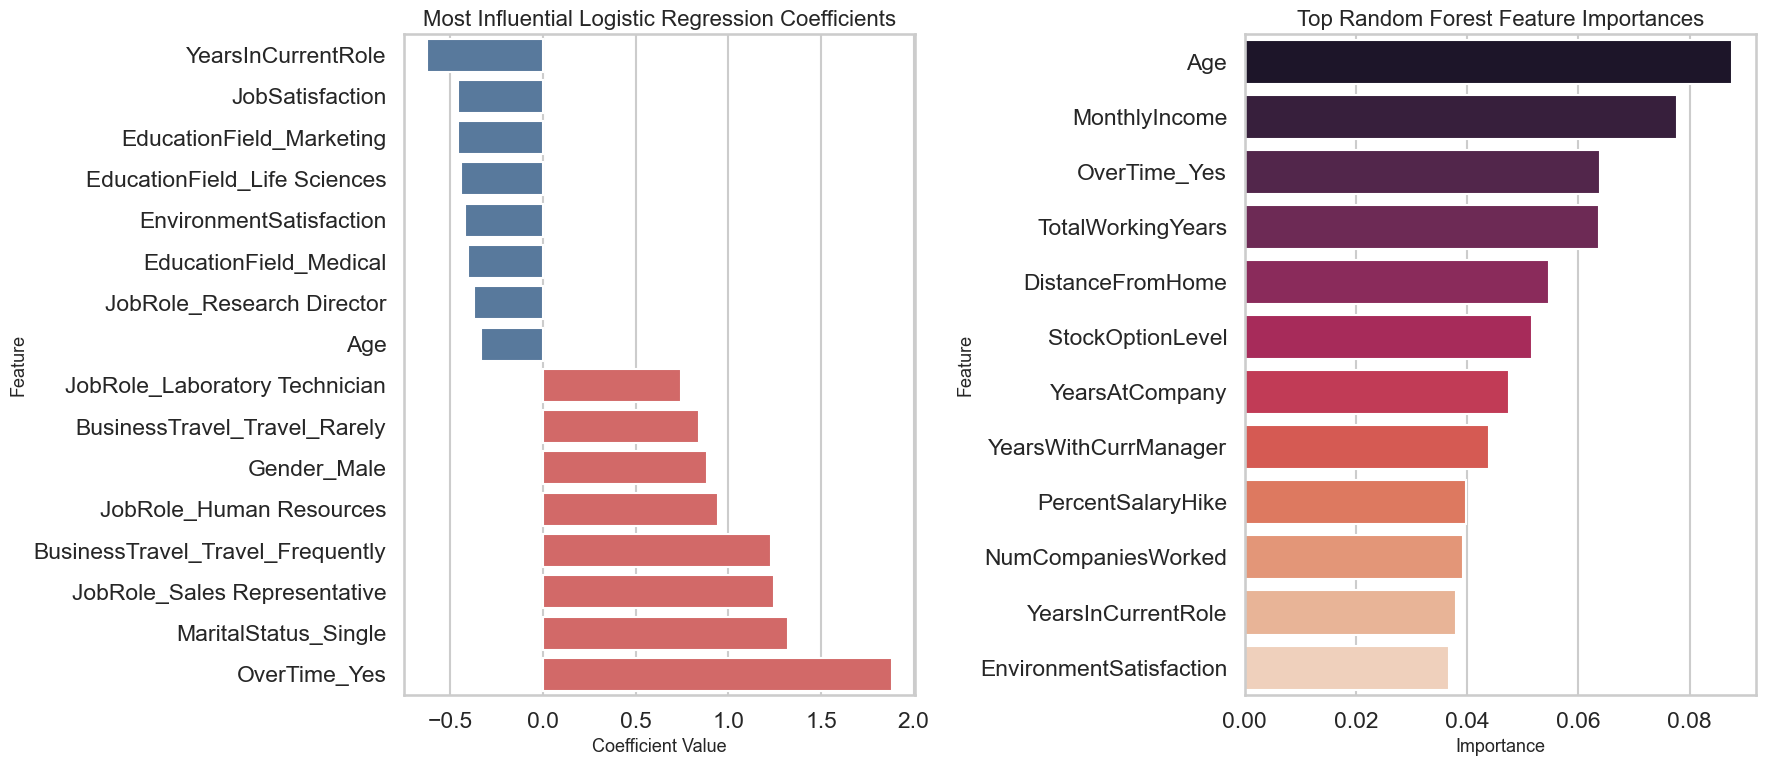 Most Influential Logistic Regression Coefficients
Feature
YearsInCurrentRole
JobSatisfaction
EducationField_Marketing
EducationField_Life Sciences
EnvironmentSatisfaction
EducationField_Medical
JobRole_Research Director
Age
JobRole_Laboratory Technician
BusinessTravel_Travel_Rarely
Gender_Male
JobRole_Human Resources
BusinessTravel_Travel_Frequently
JobRole_Sales Representative
MaritalStatus_Single
OverTime_Yes
−0.5 0.0 0.5 1.0 1.5 2.0
Coefficient Value
Top Random Forest Feature Importances
Feature
Age
MonthlyIncome
OverTime_Yes
TotalWorkingYears
DistanceFromHome
StockOptionLevel
YearsAtCompany
YearsWithCurrManager
PercentSalaryHike
NumCompaniesWorked
YearsInCurrentRole
EnvironmentSatisfaction
0.00 0.02 0.04 0.06 0.08
Importance